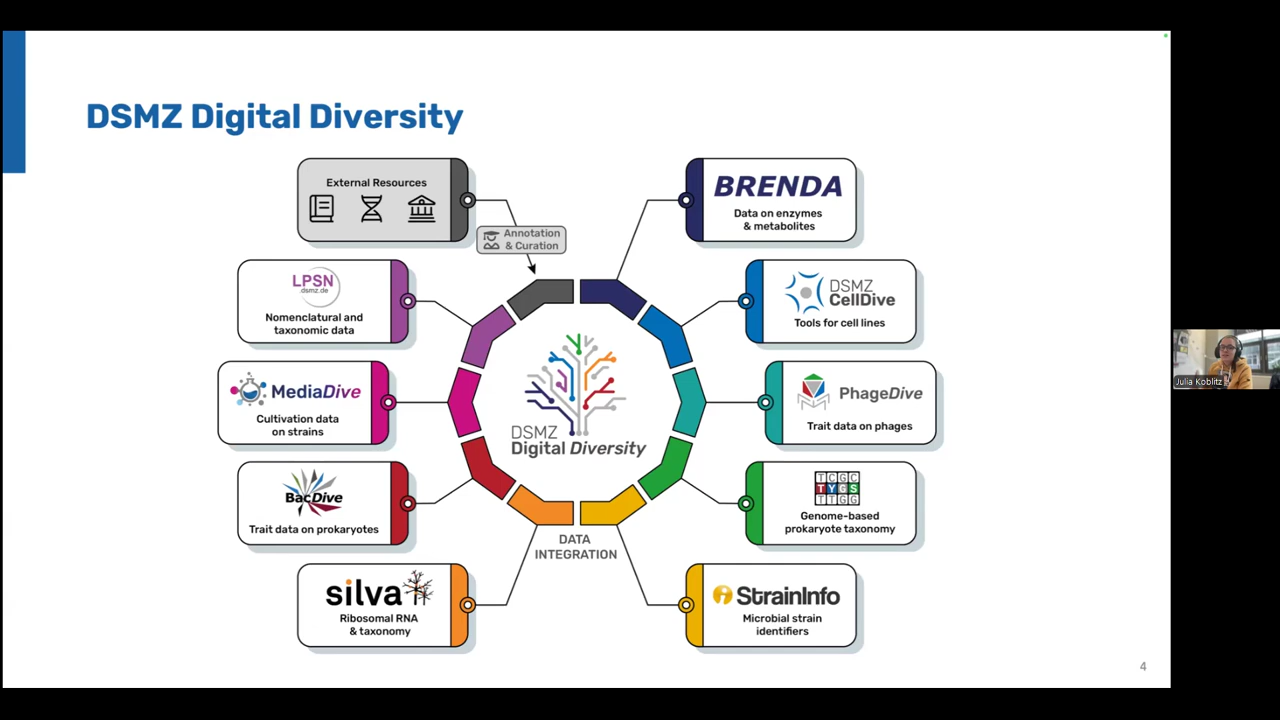 DSMZ Digital Diversity
External Resources
Annotation
& Curation
BRENDA
Data on enzymes
& metabolites
LPSN
.dsmz.de
Nomenclatural and
taxonomic data
DSMZ
CellDive
Tools for cell lines
MediaDive
Cultivation data
on strains
DSMZ
Digital Diversity
PhageDive
Trait data on phages
BacDive
Trait data on prokaryotes
TCGC
TYGS
TTGG
Genome-based
prokaryote taxonomy
DATA
INTEGRATION
silva
Ribosomal RNA
& taxonomy
StrainInfo
Microbial strain
identifiers
4
Julia Koblitz